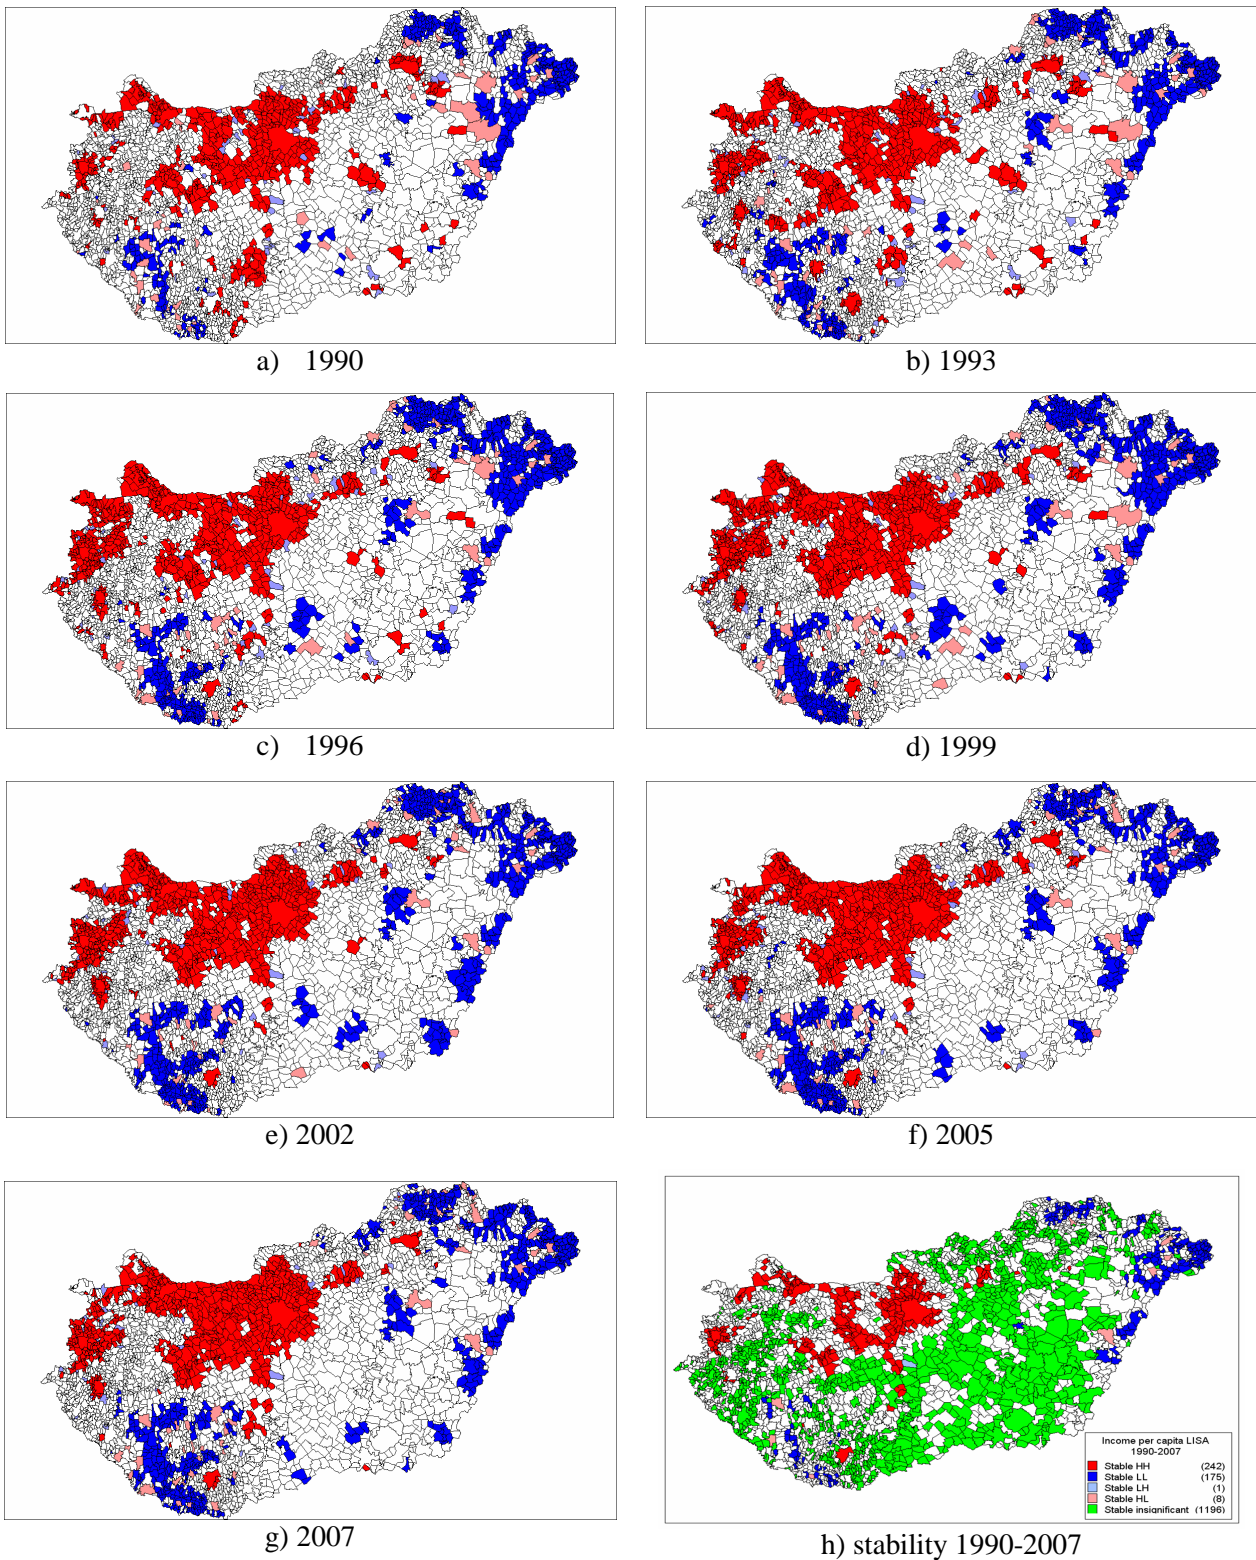 a) 1990
b) 1993
c) 1996
d) 1999
e) 2002
f) 2005
g) 2007
Income per capita LISA
1990-2007
Stable HH (242)
Stable LL (175)
Stable LH (1)
Stable HL (8)
Stable insignificant (1196)
h) stability 1990-2007